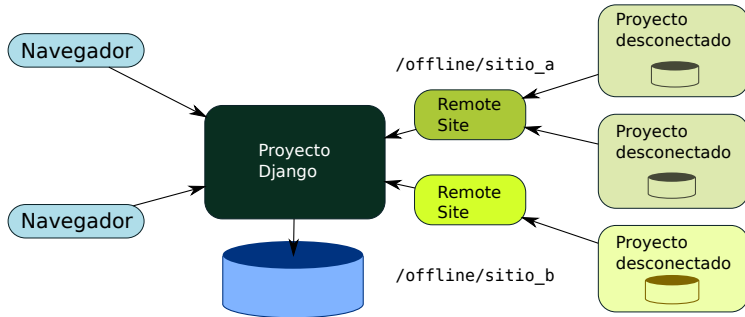 Navegador
/offline/sitio_a
Proyecto
desconectado
Remote
Site
Proyecto
Django
Proyecto
desconectado
Navegador
Remote
Site
Proyecto
desconectado
/offline/sitio_b